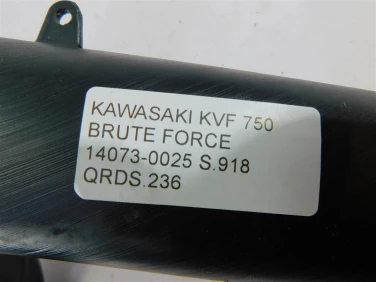 KAWASAKI KVF 750
BRUTE FORCE
14073-0025 S.918
QRDS.236